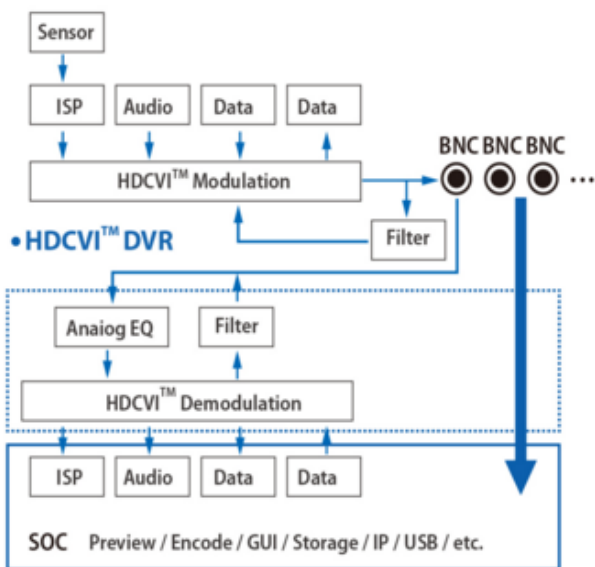 Sensor
ISP Audio Data Data
BNC BNC BNC
HDCVI™ Modulation
...
Filter
• HDCVI™ DVR
Anaiog EQ Filter
HDCVI™ Demodulation
ISP Audio Data Data
SOC Preview / Encode / GUI / Storage / IP / USB / etc.